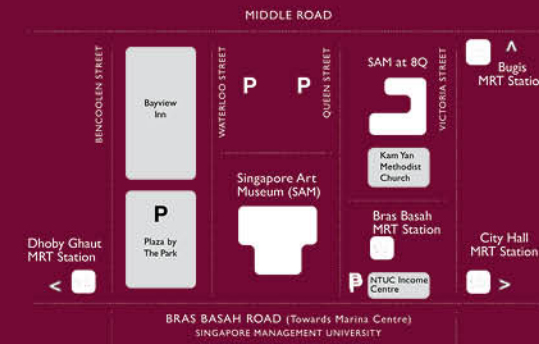 MIDDLE ROAD
BENCOOLEN STREET
Bayview
Inn
WATERLOO STREET
P P
QUEEN STREET
SAM at 8Q
VICTORIA STREET
Bugis
MRT Statio
Kam Yan
Methodist
Church
Singapore Art
Museum (SAM)
P
Plaza by
The Park
Bras Basah
MRT Station
Dhoby Ghaut
MRT Station
<
City Hall
MRT Station
>
P
NTUC Income
Centre
BRAS BASAH ROAD (Towards Marina Centre)
SINGAPORE MANAGEMENT UNIVERSITY